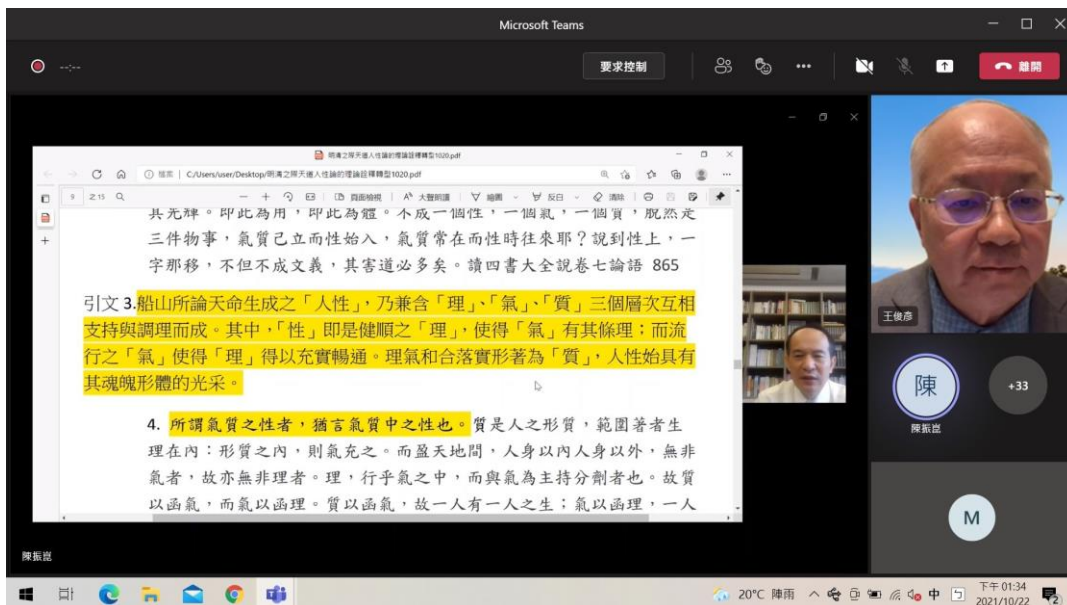 Microsoft Teams
--:--
要求控制
離開
明清之際天道人性論的理論詮釋轉型1020.pdf
檔案 | C:/Users/user/Desktop/明清之際天道人性論的理論詮釋轉型1020.pdf
9 之15 頁面檢視 大聲朗讀 繪圖 反白 清除
其光輝。即此為用,即此為體。不成一個性,一個氣,一個質,脫然是
三件物事,氣質已立而性始入,氣質常在而性時往來耶?說到性上,一
字那移,不但不成文義,其害道必多矣。讀四書大全說卷七論語 865
引文 3.船山所論天命生成之「人性」,乃兼含「理」、「氣」、「質」三個層次互相
支持與調理而成。其中,「性」即是健順之「理」,使得「氣」有其條理;而流
行之「氣」使得「理」得以充實暢通。理氣和合落實形著為「質」,人性始具有
其魂魄形體的光采。
4. 所謂氣質之性者,猶言氣質中之性也。質是人之形質,範圍著者生
理在內;形質之內,則氣充之。而盈天地間,人身以內人身以外,無非
氣者,故亦無非理者。理,行乎氣之中,而與氣為主持分劑者也。故質
以函氣,而氣以函理。質以函氣,故一人有一人之生;氣以函理,一人
王俊彥
陳
+33
陳振崑
M
陳振崑
20°C 陣雨
中
下午 01:34
2021/10/22
2